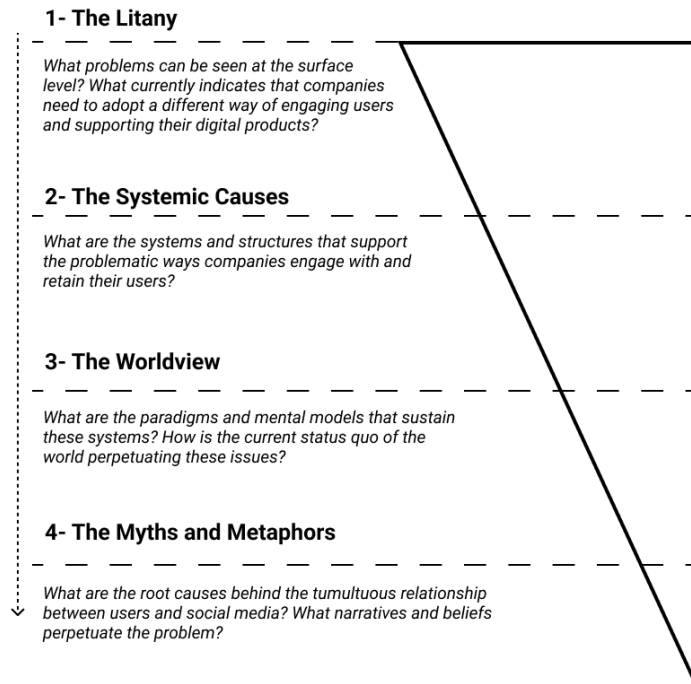 1- The Litany
What problems can be seen at the surface
level? What currently indicates that companies
need to adopt a different way of engaging users
and supporting their digital products?
2- The Systemic Causes
What are the systems and structures that support
the problematic ways companies engage with and
retain their users?
3- The Worldview
What are the paradigms and mental models that sustain
these systems? How is the current status quo of the
world perpetuating these issues?
4- The Myths and Metaphors
What are the root causes behind the tumultuous relationship
between users and social media? What narratives and beliefs
perpetuate the problem?